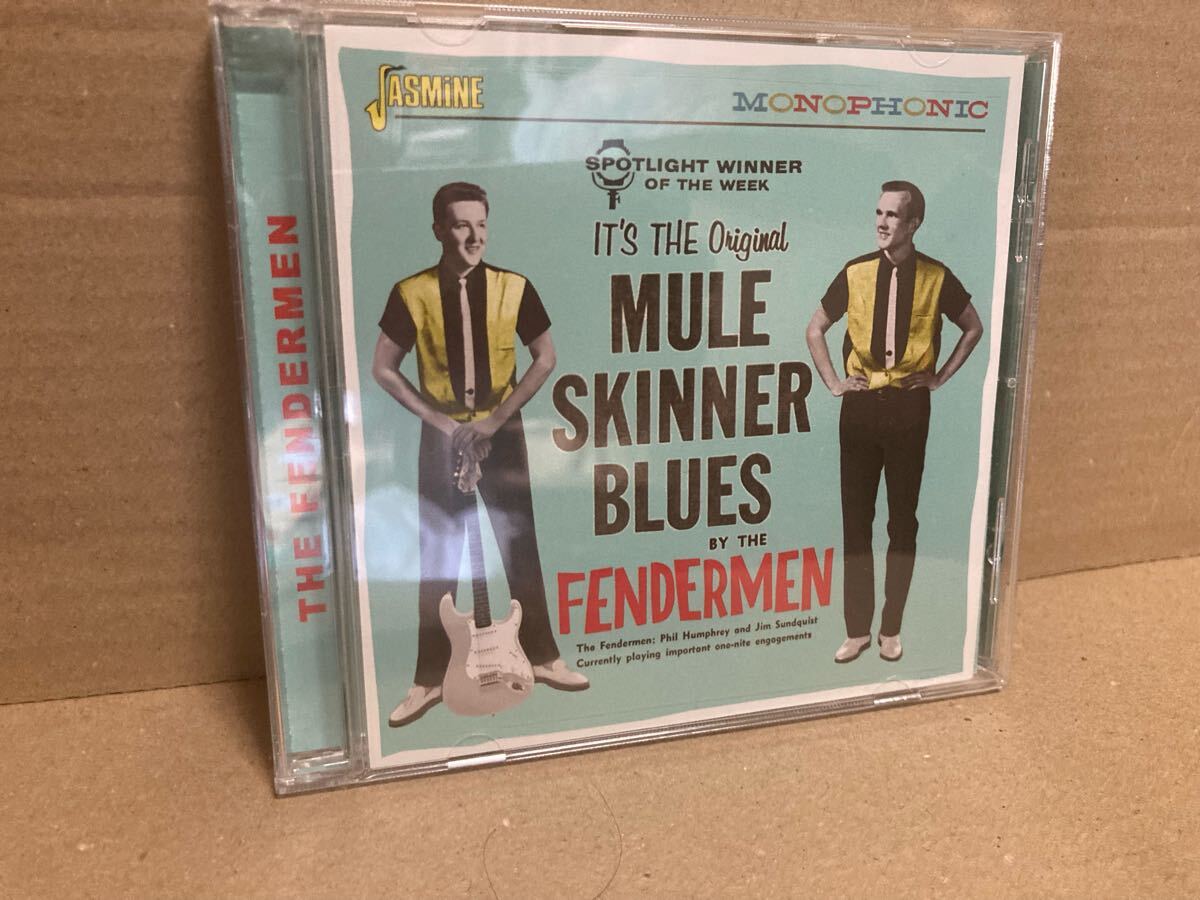 JASMiNE
MONOPHONIC
SPOTLIGHT WINNER
OF THE WEEK
IT'S THE Original
MULE
SKINNER
BLUES
BY THE
FENDERMEN
The Fendermen: Phil Humphrey and Jim Sundquist
Currently playing important one-nite engagements
THE FENDERMEN